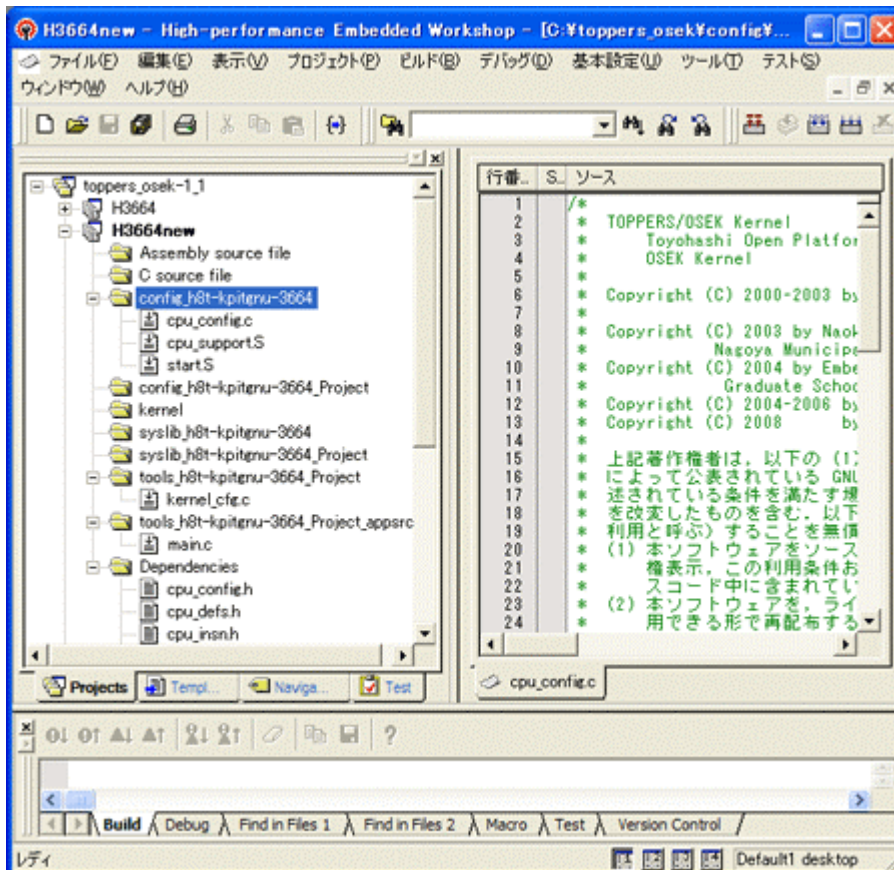 H3664new - High-performance Embedded Workshop - [C:¥toppers_osek¥config¥...
ファイル(F) 編集(E) 表示(V) プロジェクト(P) ビルド(B) デバッグ(D) 基本設定(U) ツール(T) テスト(S)
ウィンドウ(W) ヘルプ(H)
toppers_osek-1_1
H3664
H3664new
Assembly source file
C source file
config_h8t-kpitgnu-3664
cpu_config.c
cpu_support.S
start.S
config_h8t-kpitgnu-3664_Project
kernel
syslib_h8t-kpitgnu-3664
syslib_h8t-kpitgnu-3664_Project
tools_h8t-kpitgnu-3664_Project
kernel_cfg.c
tools_h8t-kpitgnu-3664_Project_appsrc
main.c
Dependencies
cpu_config.h
cpu_defs.h
cpu_insn.h
Projects Templ... Naviga... Test
行番... S... ソース
1 /*
2 * TOPPERS/OSEK Kernel
3 * Toyohashi Open Platfor
4 * OSEK Kernel
5 *
6 * Copyright (C) 2000-2003 by
7 *
8 * Copyright (C) 2003 by Naok
9 * Nagoya Municipa
10 * Copyright (C) 2004 by Embe
11 * Graduate Schoo
12 * Copyright (C) 2004-2006 by
13 * Copyright (C) 2008 by
14 *
15 * 上記著作権者は，以下の (1)
16 * によって公表されている GNU
17 * 述されている条件を満たす場
18 * を改変したものを含む．以下
19 * 利用と呼ぶ）することを無償
20 * (1) 本ソフトウェアをソース
21 * 権表示，この利用条件お
22 * スコード中に含まれてい
23 * (2) 本ソフトウェアを，ライ
24 * 用できる形で再配布する
cpu_config.c
Build Debug Find in Files 1 Find in Files 2 Macro Test Version Control
レディ Default1 desktop